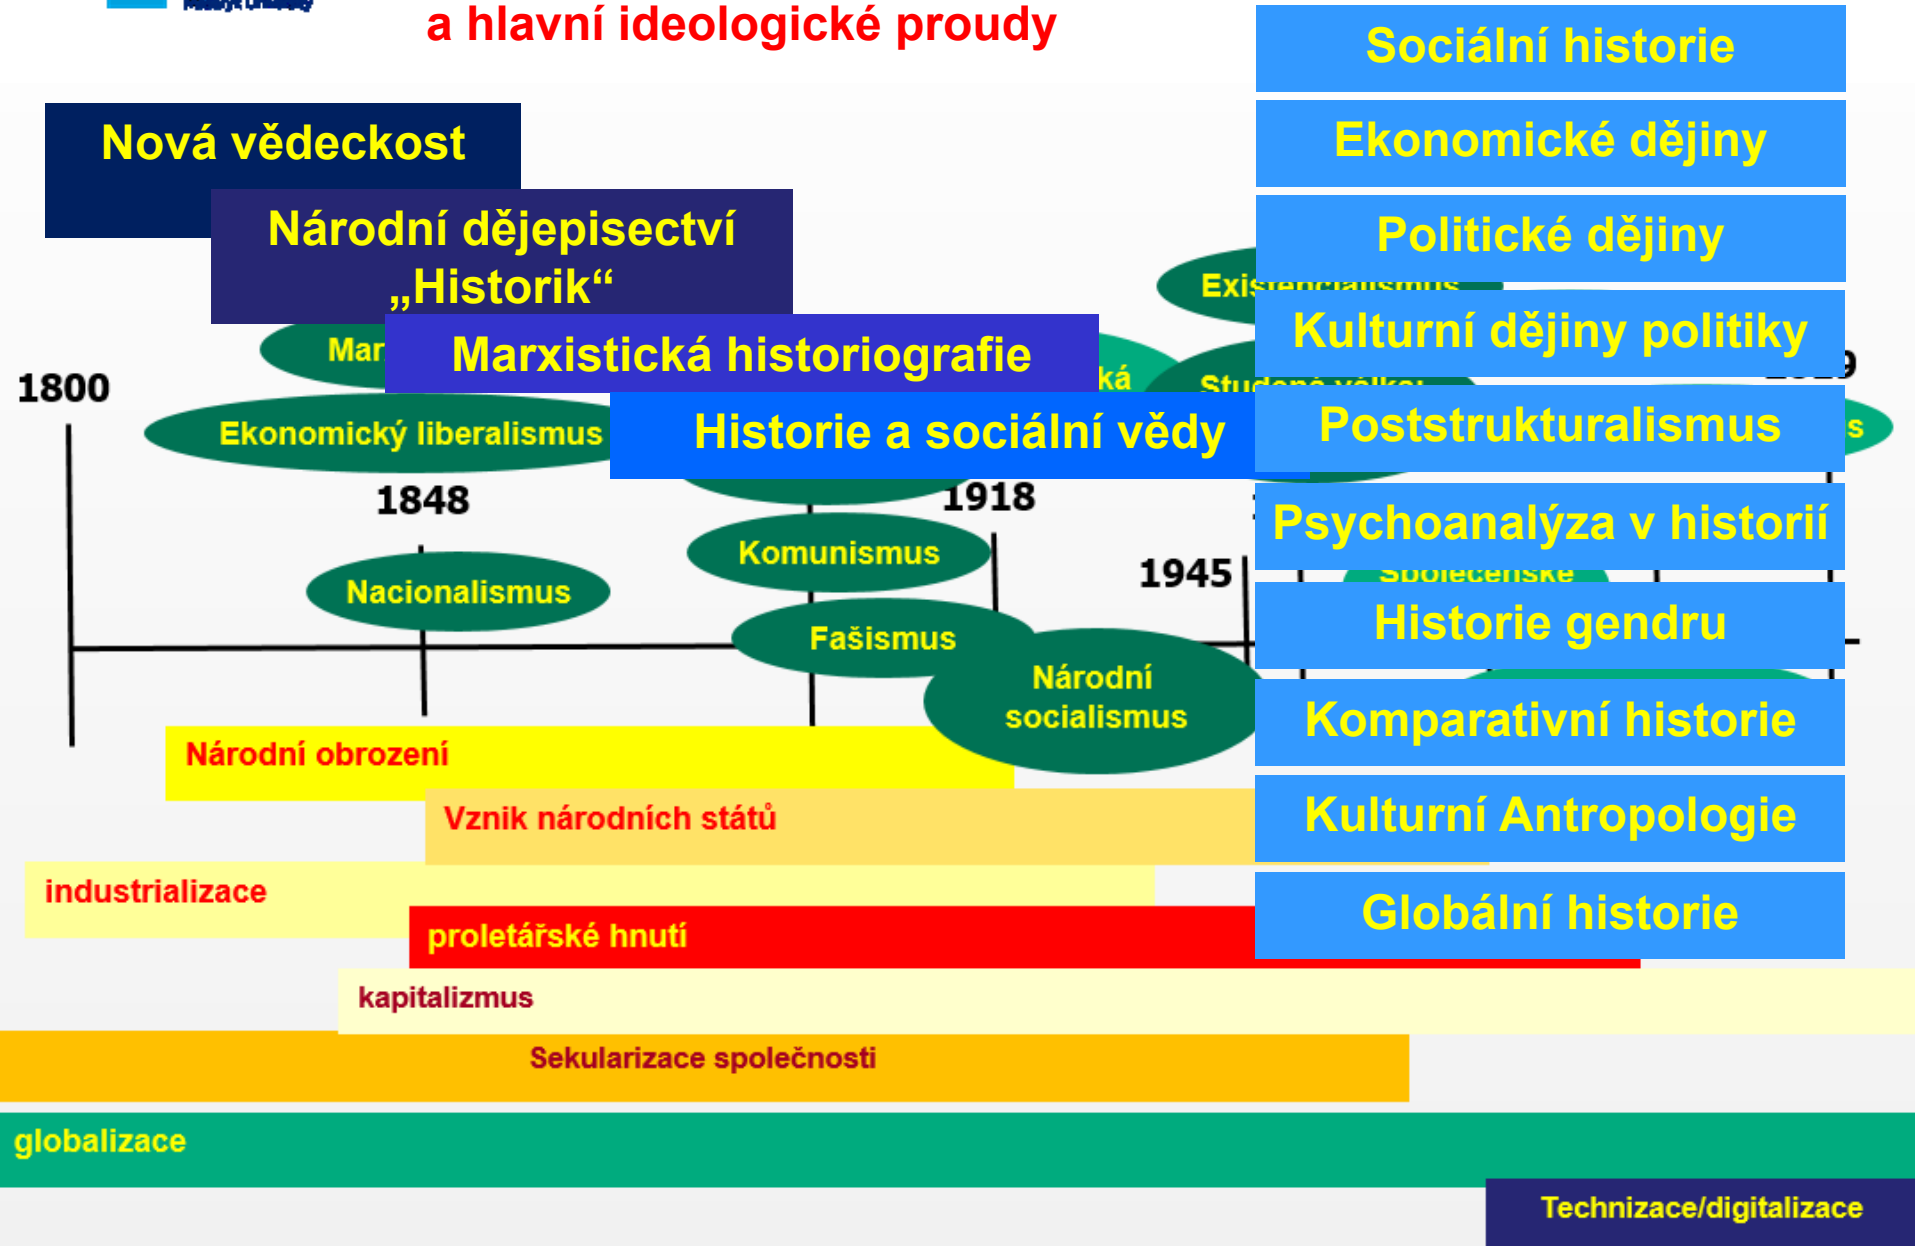 a hlavní ideologické proudy
Sociální historie
Nová vědeckost
Ekonomické dějiny
Národní dějepisectví
„Historik“
Politické dějiny
Kulturní dějiny politiky
Marxistická historiografie
ká
1800
Ekonomický liberalismus
Historie a sociální vědy
Poststrukturalismus
s
1848
1918
Psychoanalýza v historií
Komunismus
1945
Nacionalismus
Historie gendru
Fašismus
Národní
socialismus
Komparativní historie
Národní obrození
Vznik národních států
Kulturní Antropologie
industrializace
Globální historie
proletářské hnutí
kapitalizmus
Sekularizace společnosti
globalizace
Technizace/digitalizace